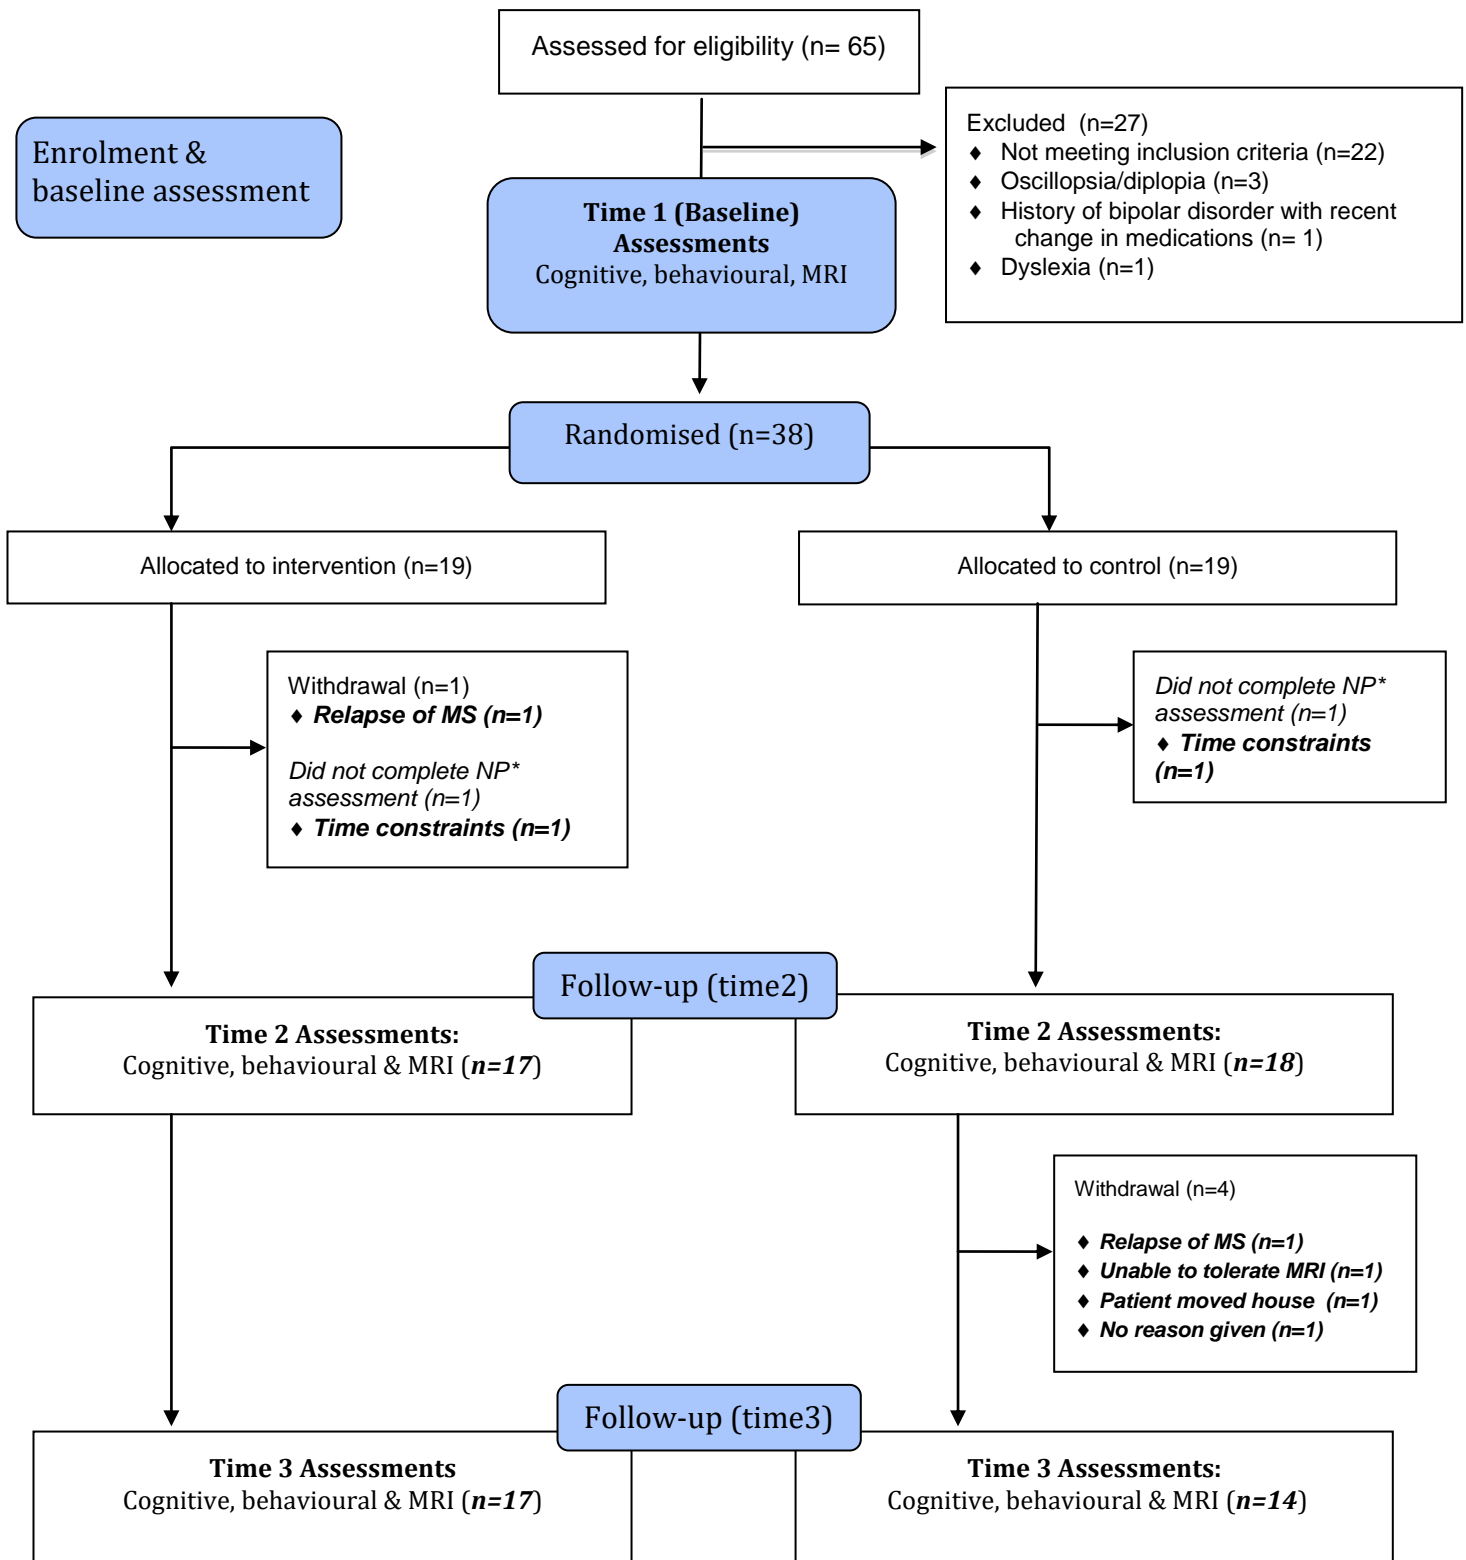 Assessed for eligibility (n= 65)
Enrolment &
baseline assessment
Excluded (n=27)
♦ Not meeting inclusion criteria (n=22)
♦ Oscillopsia/diplopia (n=3)
♦ History of bipolar disorder with recent
change in medications (n= 1)
♦ Dyslexia (n=1)
Time 1 (Baseline)
Assessments
Cognitive, behavioural, MRI
Randomised (n=38)
Allocated to intervention (n=19)
Allocated to control (n=19)
Withdrawal (n=1)
♦ Relapse of MS (n=1)
Did not complete NP*
assessment (n=1)
♦ Time constraints (n=1)
Did not complete NP*
assessment (n=1)
♦ Time constraints
(n=1)
Follow-up (time2)
Time 2 Assessments:
Cognitive, behavioural & MRI (n=17)
Time 2 Assessments:
Cognitive, behavioural & MRI (n=18)
Withdrawal (n=4)
♦ Relapse of MS (n=1)
♦ Unable to tolerate MRI (n=1)
♦ Patient moved house (n=1)
♦ No reason given (n=1)
Follow-up (time3)
Time 3 Assessments
Cognitive, behavioural & MRI (n=17)
Time 3 Assessments:
Cognitive, behavioural & MRI (n=14)